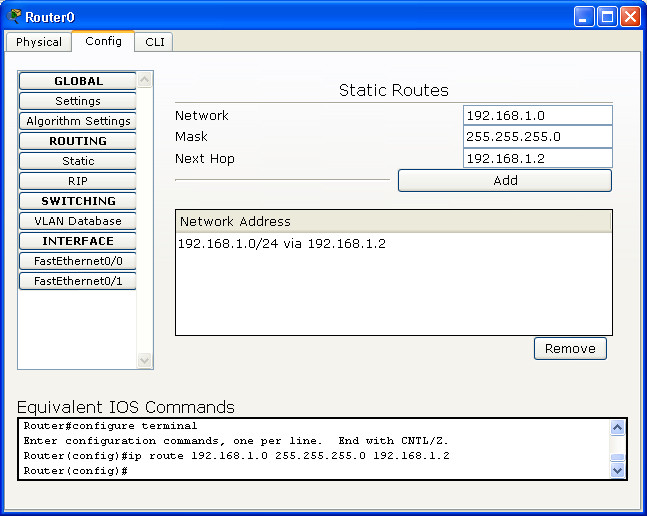 Router0
Physical Config CLI
GLOBAL
Settings
Algorithm Settings
ROUTING
Static
RIP
SWITCHING
VLAN Database
INTERFACE
FastEthernet0/0
FastEthernet0/1
Static Routes
Network 192.168.1.0
Mask 255.255.255.0
Next Hop 192.168.1.2
Add
Network Address
192.168.1.0/24 via 192.168.1.2
Remove
Equivalent IOS Commands
Router#configure terminal
Enter configuration commands, one per line. End with CNTL/Z.
Router(config)#ip route 192.168.1.0 255.255.255.0 192.168.1.2
Router(config)#